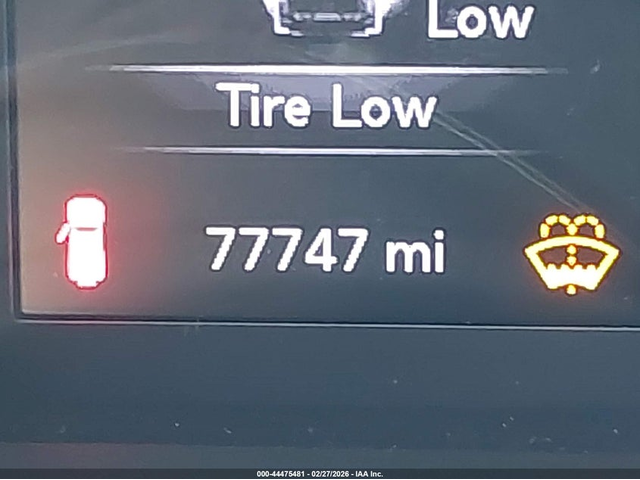 Low
Tire Low
77747 mi
000-44475481 - 02/27/2026 - IAA Inc.